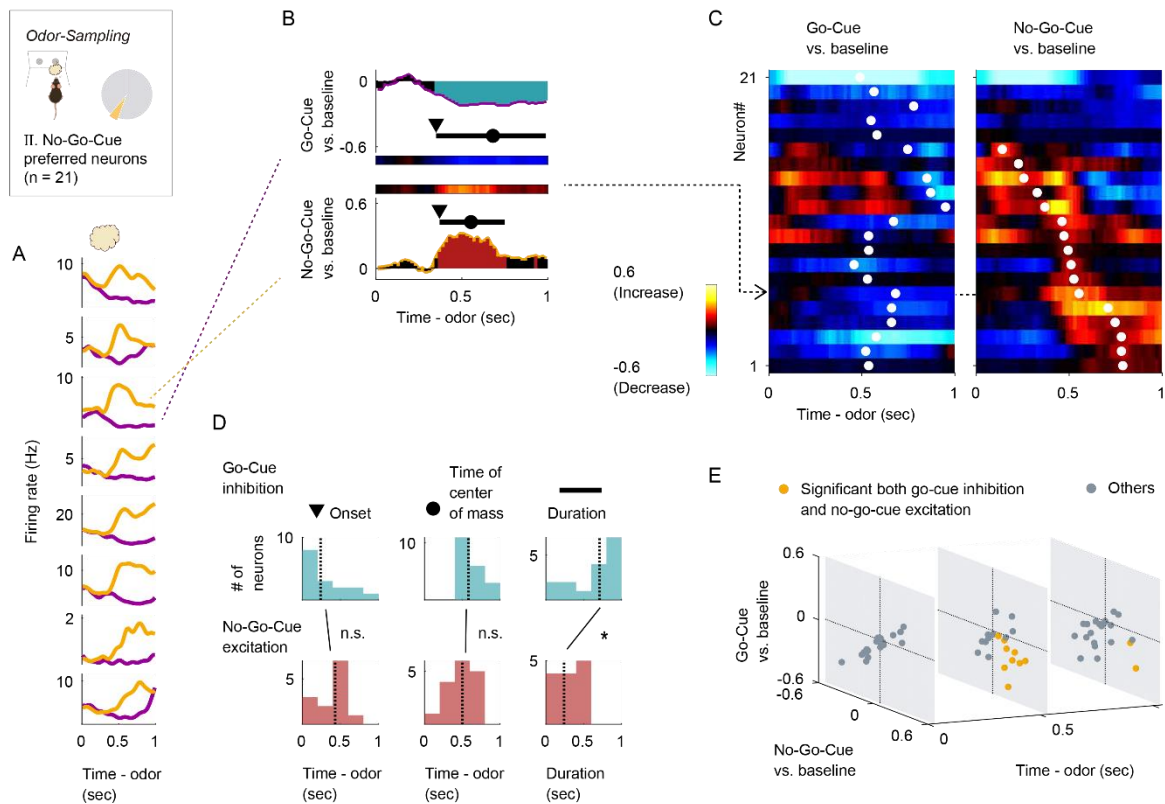 Odor-Sampling
II. No-Go-Cue
preferred neurons
(n = 21)
A
10
5
10
5
20
10
2
10
Firing rate (Hz)
0
0.5
1
Time - odor
(sec)
B
Go-Cue
vs. baseline
0
-0.6
No-Go-Cue
vs. baseline
0.6
0
0
0.5
1
Time - odor (sec)
C
Go-Cue
vs. baseline
No-Go-Cue
vs. baseline
Neuron#
21
1
0
0.5
1
0
0.5
1
Time - odor (sec)
0.6
(Increase)
-0.6
(Decrease)
D
Go-Cue
inhibition
Onset
Time of
center
of mass
Duration
# of
neurons
10
10
5
No-Go-Cue
excitation
n.s.
n.s.
*
5
5
5
0
0.5
1
0
0.5
1
0
0.5
1
Time - odor
(sec)
Time - odor
(sec)
Duration
(sec)
E
Significant both go-cue inhibition
and no-go-cue excitation
Others
Go-Cue
vs. baseline
0.6
0
-0.6
-0.6
0
0.6
No-Go-Cue
vs. baseline
0
0.5
1
Time - odor (sec)